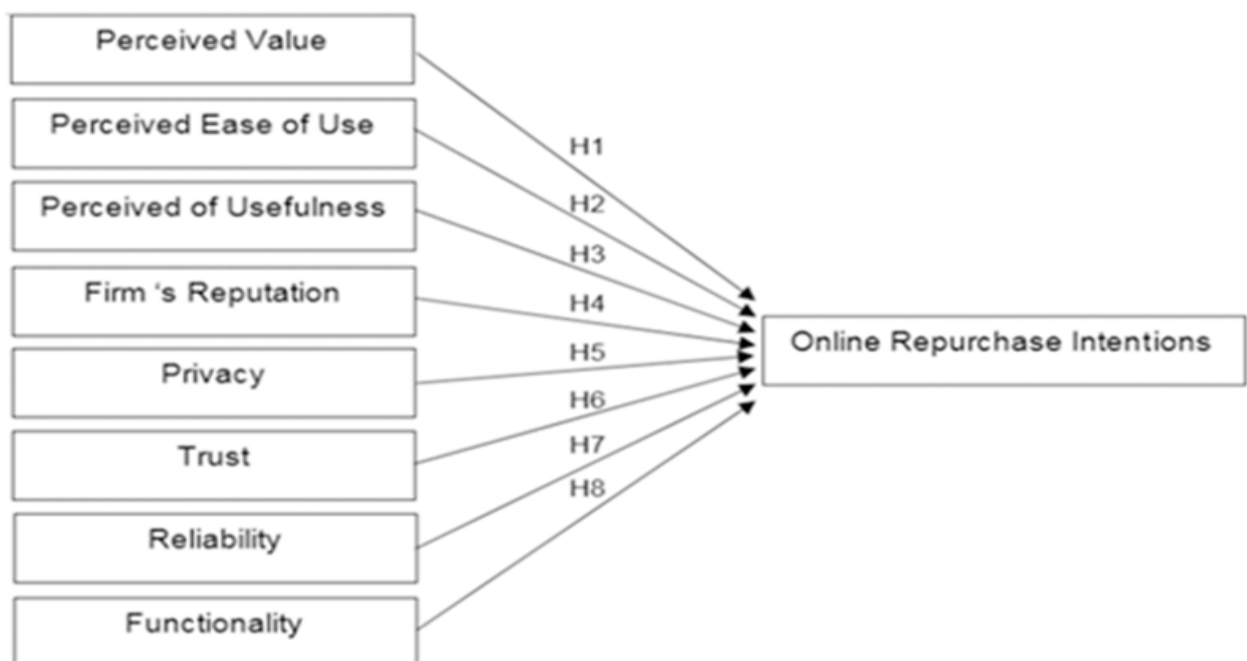 Perceived Value
Perceived Ease of Use
Perceived of Usefulness
Firm ‘s Reputation
Privacy
Trust
Reliability
Functionality
H1
H2
H3
H4
H5
H6
H7
H8
Online Repurchase Intentions